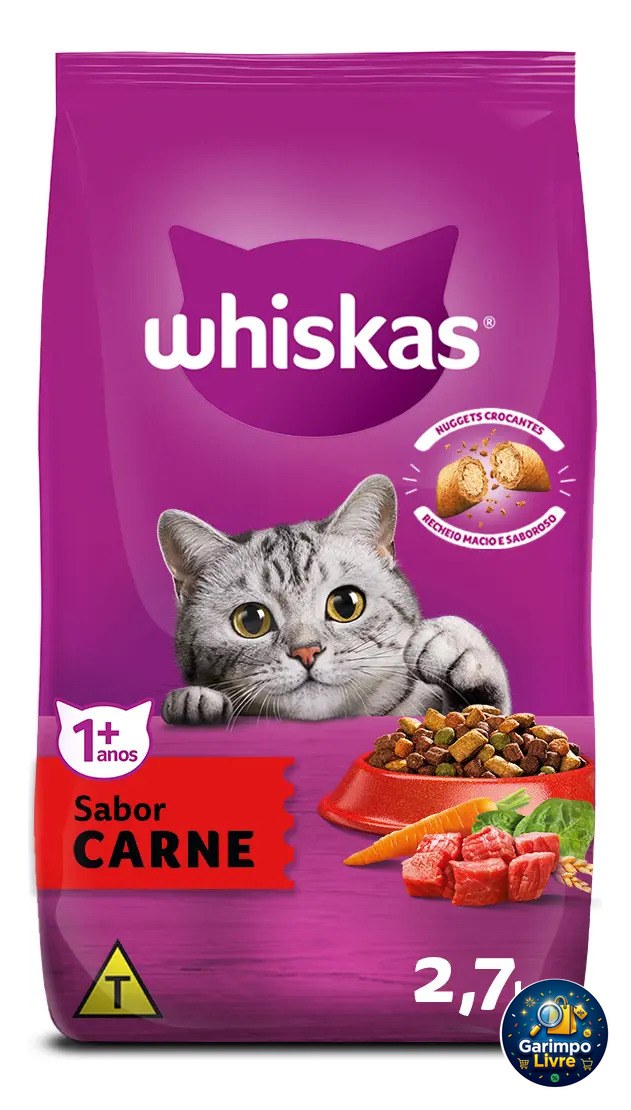 whiskas®
NUGGETS CROCANTES
RECHEIO MACIO E SABOROSO
1+
anos
Sabor
CARNE
T
2,7
Garimpo
Livre